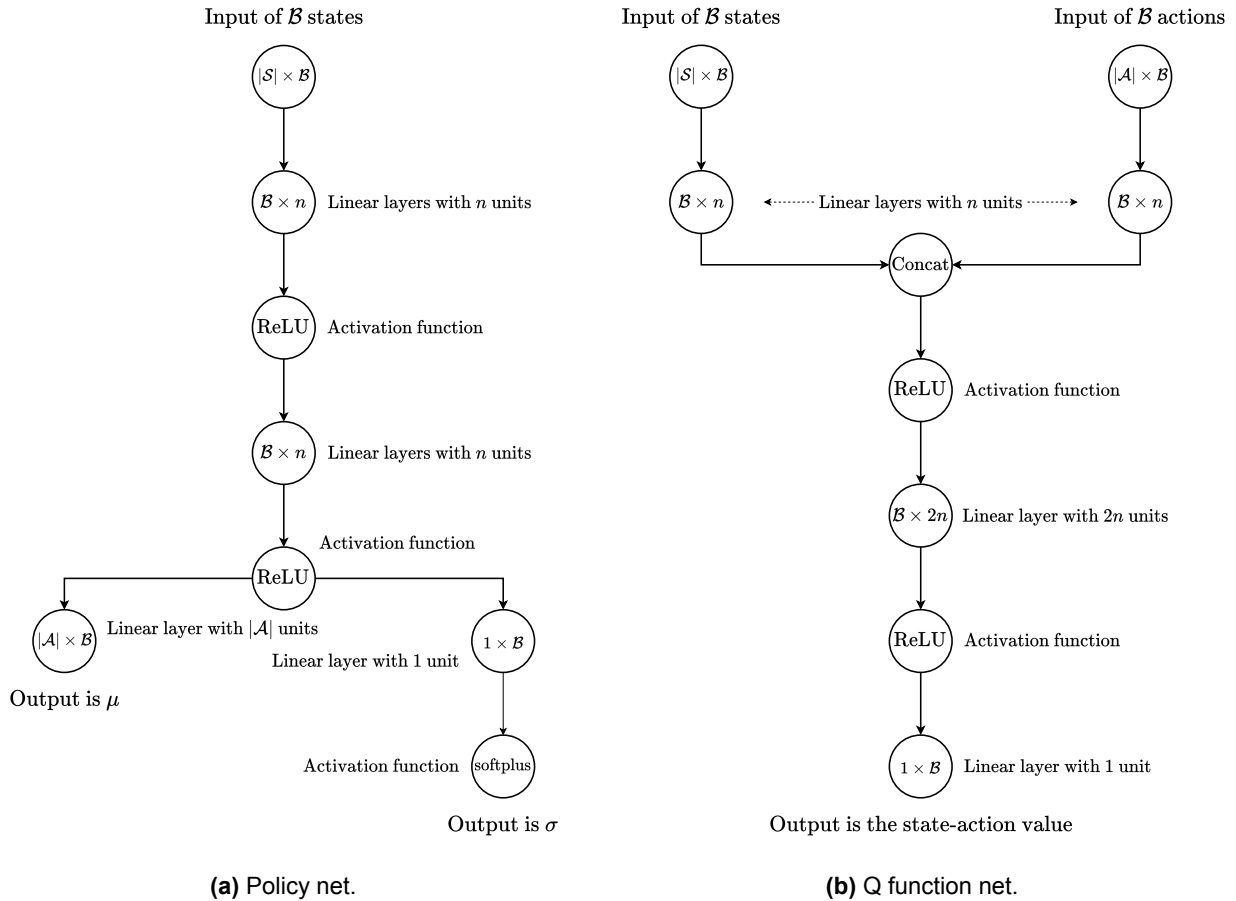 Input of ℬ states
|𝒮| × ℬ
ℬ × n
Linear layers with n units
ReLU
Activation function
ℬ × n
Linear layers with n units
Activation function
ReLU
|𝒜| × ℬ
Linear layer with |𝒜| units
1 × ℬ
Linear layer with 1 unit
Output is μ
Activation function
softplus
Output is σ
(a) Policy net.
Input of ℬ states
Input of ℬ actions
|𝒮| × ℬ
|𝒜| × ℬ
ℬ × n
Linear layers with n units
ℬ × n
Concat
ReLU
Activation function
ℬ × 2n
Linear layer with 2n units
ReLU
Activation function
1 × ℬ
Linear layer with 1 unit
Output is the state-action value
(b) Q function net.